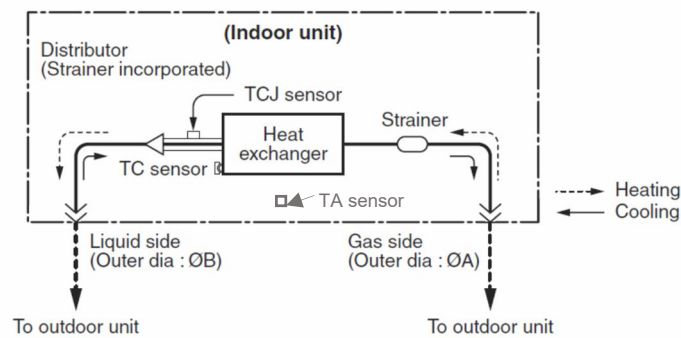 (Indoor unit)
Distributor
(Strainer incorporated)
TCJ sensor
Strainer
Heat
exchanger
TC sensor
TA sensor
Heating
Cooling
Liquid side
(Outer dia : ØB)
Gas side
(Outer dia : ØA)
To outdoor unit
To outdoor unit